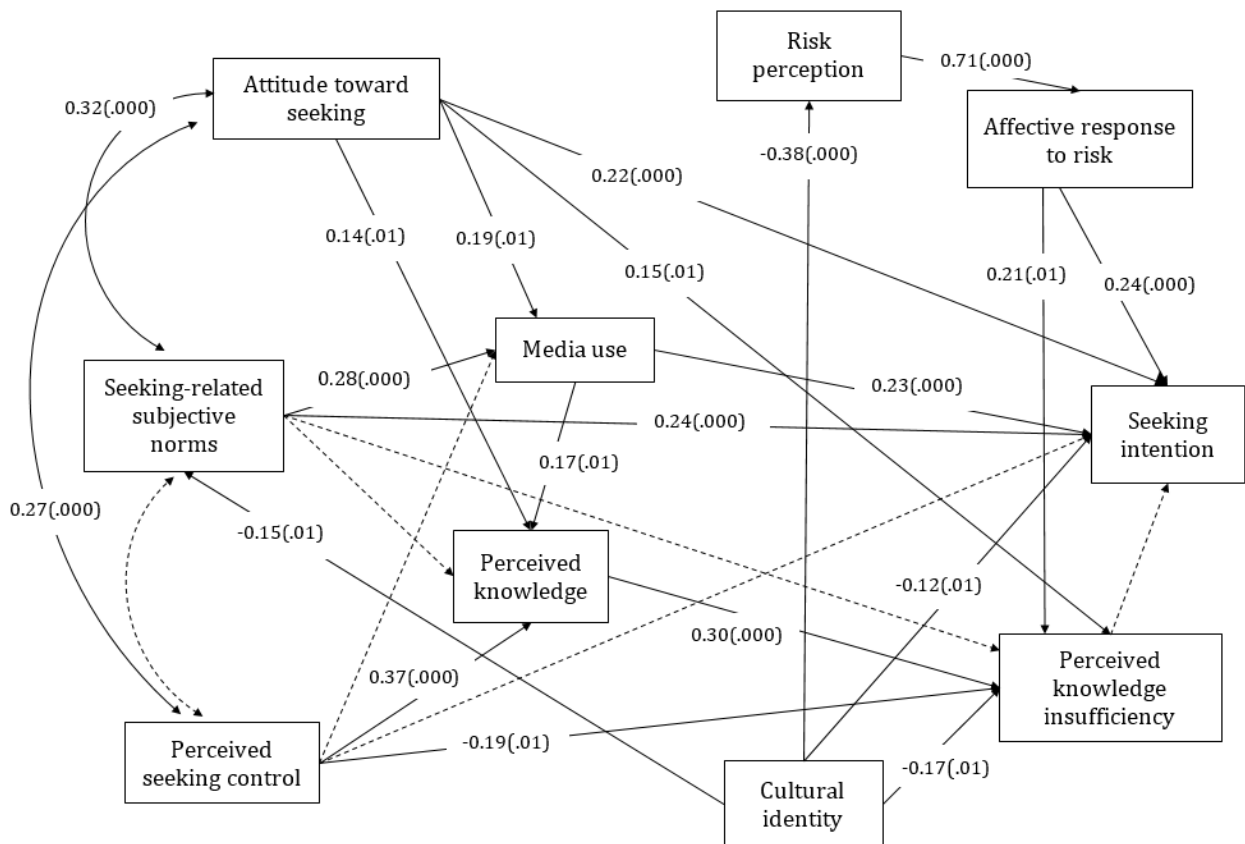 Risk
perception
0.71(.000)
Attitude toward
seeking
0.32(.000)
Affective response
to risk
-0.38(.000)
0.22(.000)
0.14(.01)
0.19(.01)
0.15(.01)
0.21(.01)
0.24(.000)
Media use
0.28(.000)
0.23(.000)
Seeking-related
subjective
norms
0.24(.000)
Seeking
intention
0.17(.01)
0.27(.000)
-0.15(.01)
Perceived
knowledge
-0.12(.01)
0.30(.000)
0.37(.000)
Perceived
knowledge
insufficiency
-0.19(.01)
Perceived
seeking control
-0.17(.01)
Cultural
identity